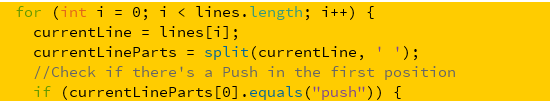 for (int i = 0; i < lines.length; i++) {
currentLine = lines[i];
currentLineParts = split(currentLine, ' ');
//Check if there's a Push in the first position
if (currentLineParts[0].equals("push")) {